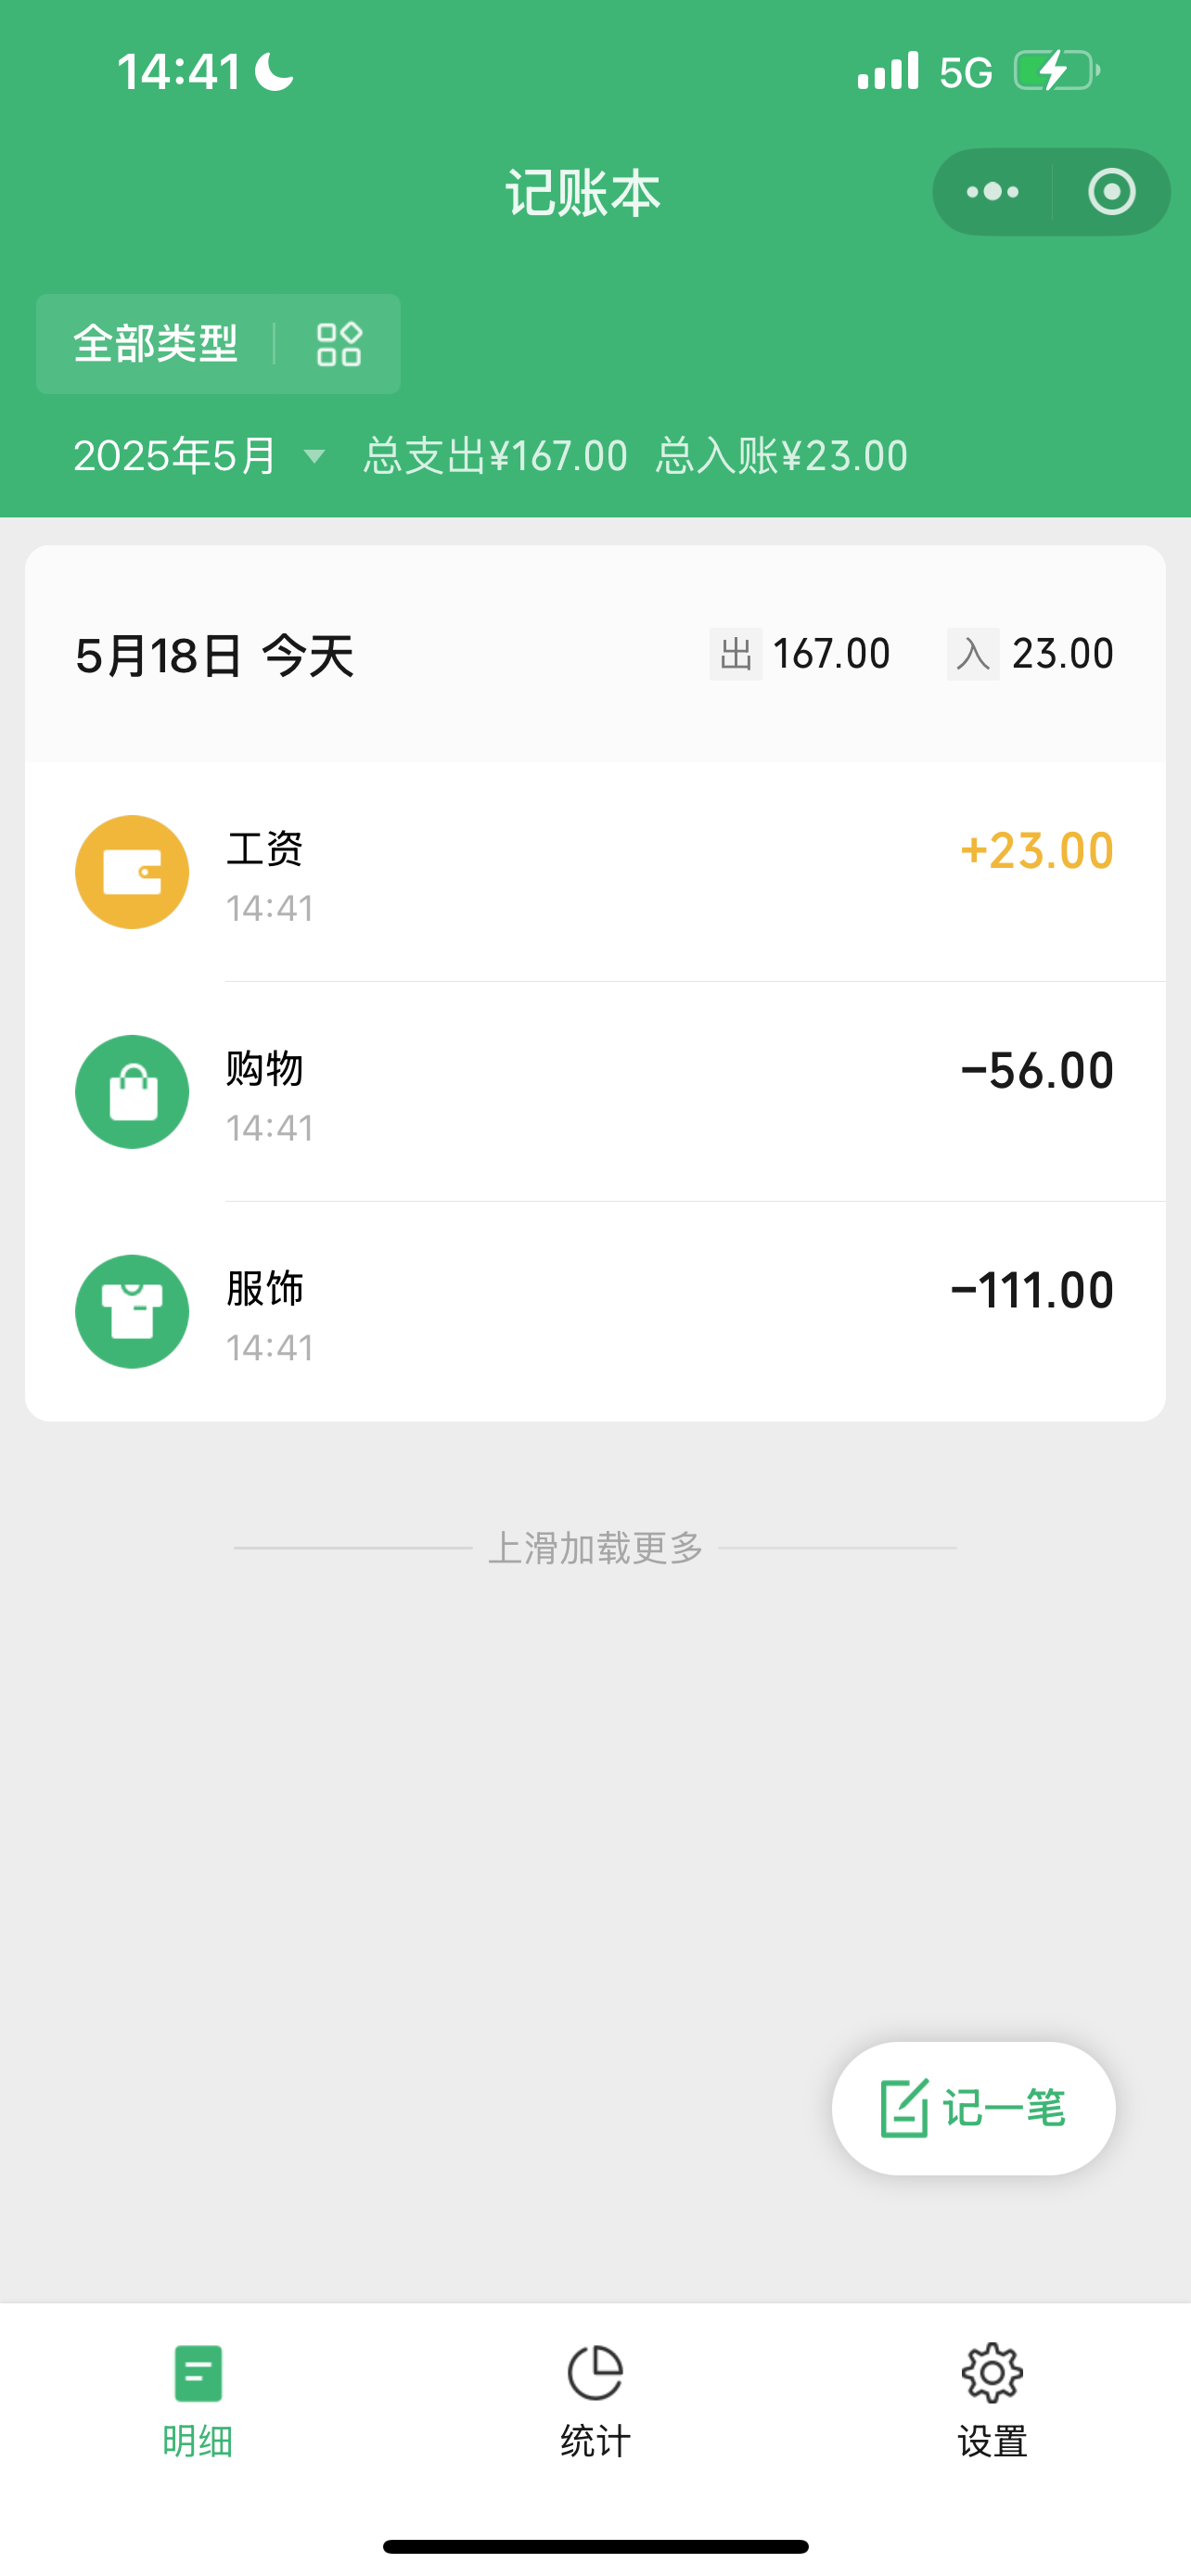 14:41 5G
记账本
全部类型
2025年5月 总支出¥167.00 总入账¥23.00
5月18日 今天 出 167.00 入 23.00
工资 +23.00
14:41
购物 -56.00
14:41
服饰 -111.00
14:41
上滑加载更多
记一笔
明细 统计 设置